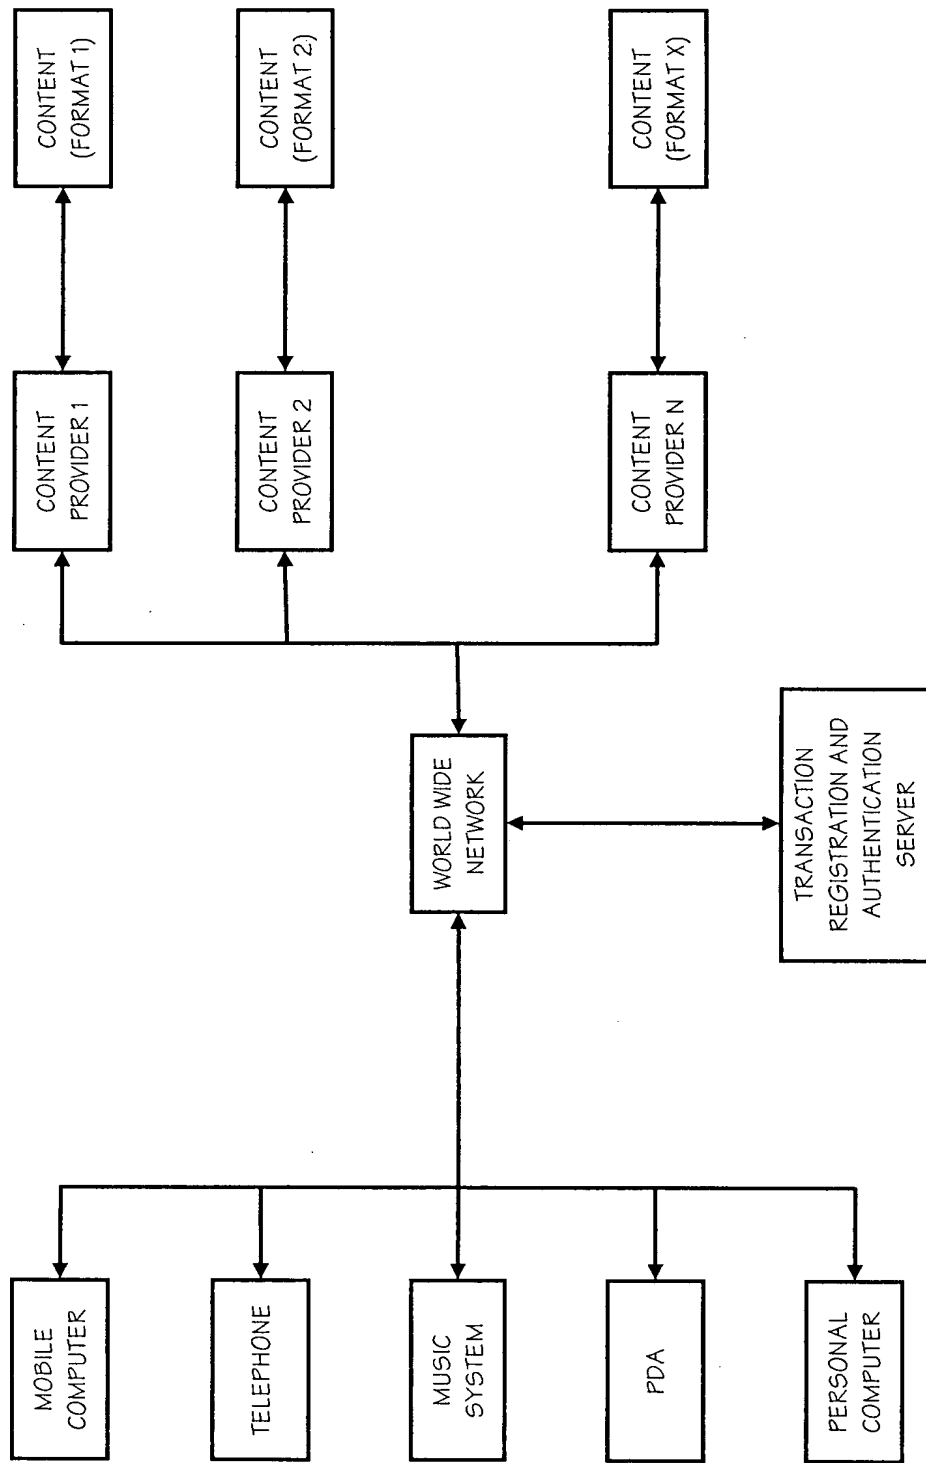 MOBILE
COMPUTER
TELEPHONE
MUSIC
SYSTEM
PDA
PERSONAL
COMPUTER
WORLD WIDE
NETWORK
TRANSACTION
REGISTRATION AND
AUTHENTICATION
SERVER
CONTENT
PROVIDER 1
CONTENT
PROVIDER 2
CONTENT
PROVIDER N
CONTENT
(FORMAT 1)
CONTENT
(FORMAT 2)
CONTENT
(FORMAT X)